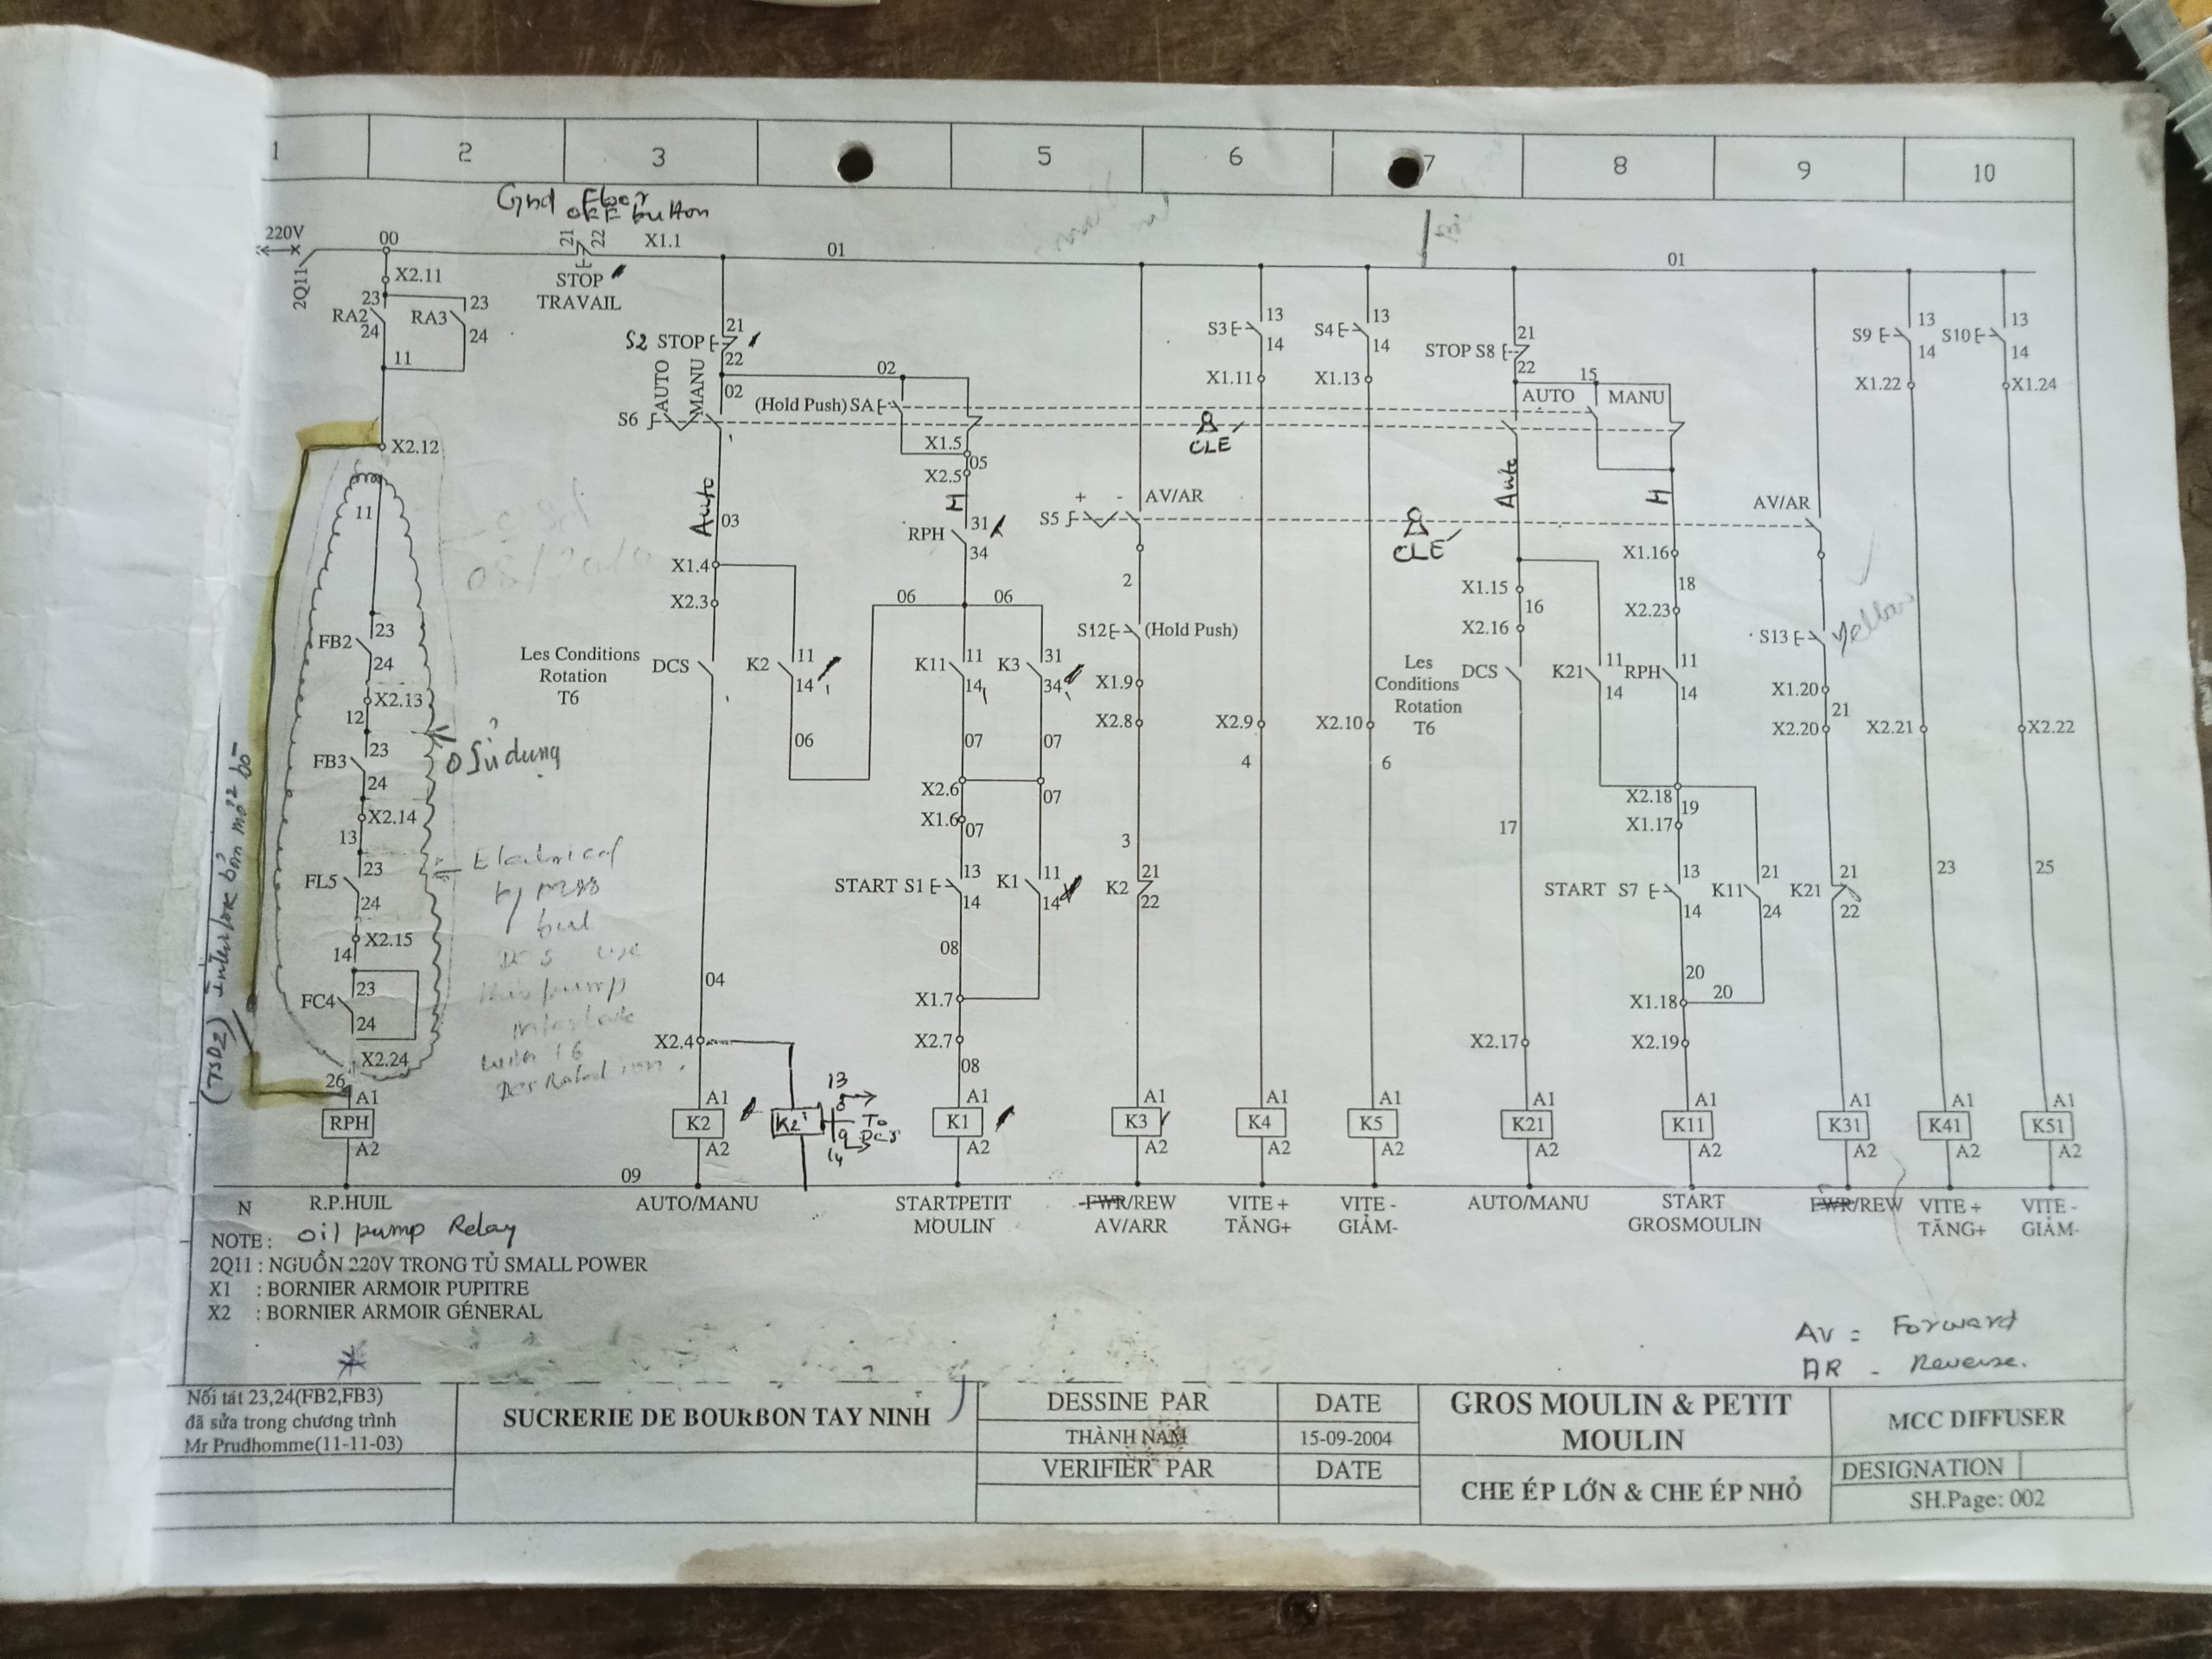 1 2 3 5 6 7 8 9 10
Gnd Floor
OFF button
220V 00 21 22 X1.1 01 01
2Q11 X2.11
STOP
TRAVAIL
23 23
RA2 RA3
24 24
11
X2.12
11
23
FB2
24
X2.13
12
23
FB3
24
X2.14
13
23
FL5
24
X2.15
14
23
FC4
24
X2.24
26
A1
RPH
A2
(TSDZ) Interlock
sử dụng
Electrical
but
DCS use
this pump
S2 STOP
21
22
02
AUTO
MANU
S6
Auto
03
X1.4
X2.3
Les Conditions
Rotation
T6
DCS
04
X2.4
A1
K2
A2
K2'
13
14
To
DCS
K2
11
14
06
02
(Hold Push) SA
X1.5
05
X2.5
M
RPH
31
34
06 06
K11
11
14
K3
31
34
07 07
X2.6
07
X1.6
07
START S1
13
14
K1
11
14
08
X1.7
X2.7
08
A1
K1
A2
AV/AR
+ -
S5
2
S12 (Hold Push)
X1.9
X2.8
3
K2
21
22
A1
K3
A2
S3
13
14
X1.11
CLE
X2.9
4
A1
K4
A2
S4
13
14
X1.13
X2.10
6
A1
K5
A2
STOP S8
21
22
15
AUTO MANU
CLE
Auto
X1.15
16
X2.16
Les
Conditions
Rotation
T6
DCS
17
X2.17
A1
K21
A2
K21
11
14
M
X1.16
18
X2.23
RPH
11
14
X2.18
19
X1.17
START S7
13
14
K11
21
24
20
X1.18
20
X2.19
A1
K11
A2
AV/AR
S13
Yellow
X1.20
21
X2.20
K21
21
22
A1
K31
A2
S9
13
14
X1.22
X2.21
23
A1
K41
A2
S10
13
14
X1.24
X2.22
25
A1
K51
A2
09
N R.P.HUIL AUTO/MANU STARTPETIT FWR/REW VITE + VITE - AUTO/MANU START FWR/REW VITE + VITE -
MOULIN AV/ARR TĂNG+ GIẢM- GROSMOULIN TĂNG+ GIẢM-
NOTE : oil pump Relay
2Q11 : NGUỒN 220V TRONG TỦ SMALL POWER
X1 : BORNIER ARMOIR PUPITRE
X2 : BORNIER ARMOIR GÉNERAL
AV = Forward
AR - Reverse.
Nối tát 23,24(FB2,FB3)
đã sửa trong chương trình
Mr Prudhomme(11-11-03)
SUCRERIE DE BOURBON TAY NINH
DESSINE PAR DATE
THÀNH NAM 15-09-2004
VERIFIER PAR DATE
GROS MOULIN & PETIT
MOULIN
CHE ÉP LỚN & CHE ÉP NHỎ
MCC DIFFUSER
DESIGNATION
SH.Page: 002